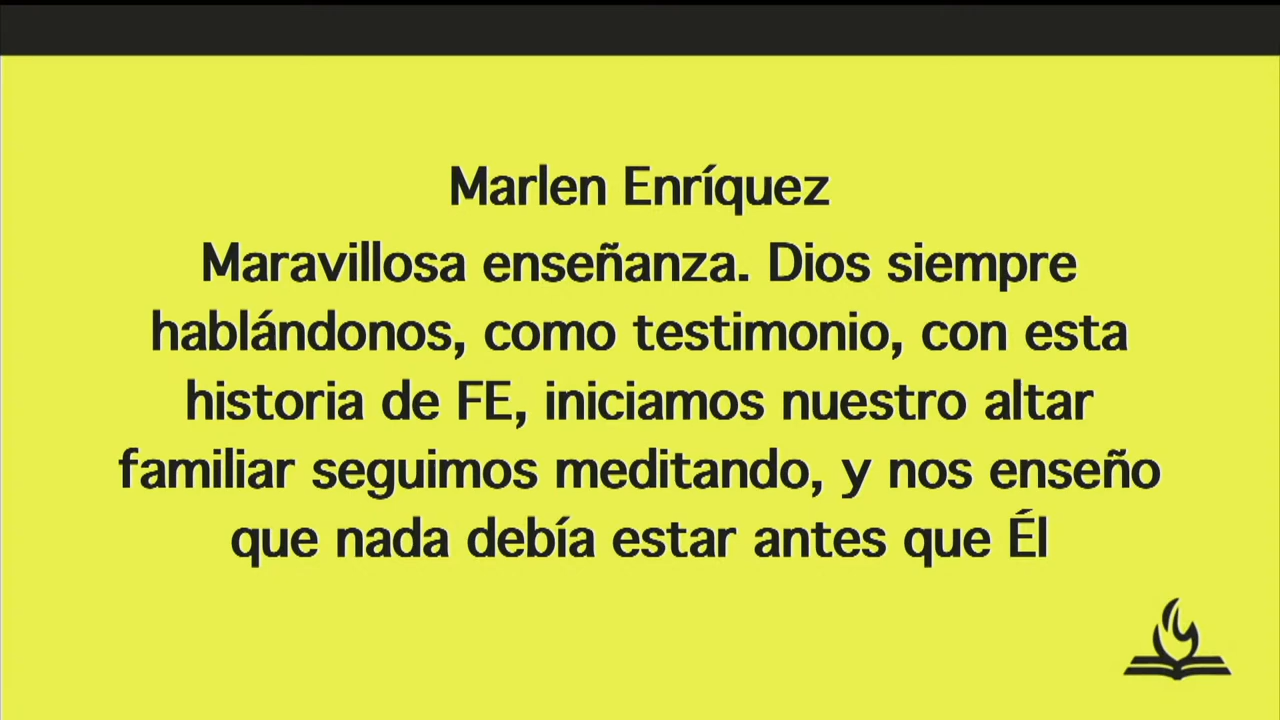 Marlen Enríquez
Maravillosa enseñanza. Dios siempre
hablándonos, como testimonio, con esta
historia de FE, iniciamos nuestro altar
familiar seguimos meditando, y nos enseño
que nada debía estar antes que Él